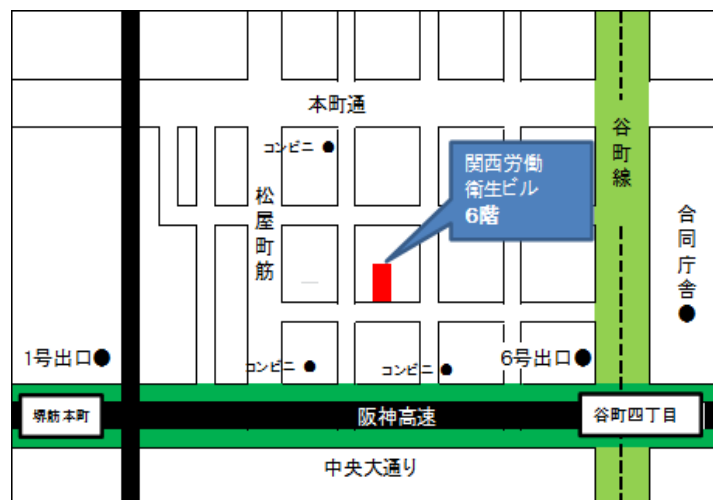 本町通
コンビニ
関西労働
衛生ビル
6階
谷町線
松屋町筋
合同庁舎
1号出口
コンビニ
コンビニ
6号出口
堺筋本町
阪神高速
谷町四丁目
中央大通り